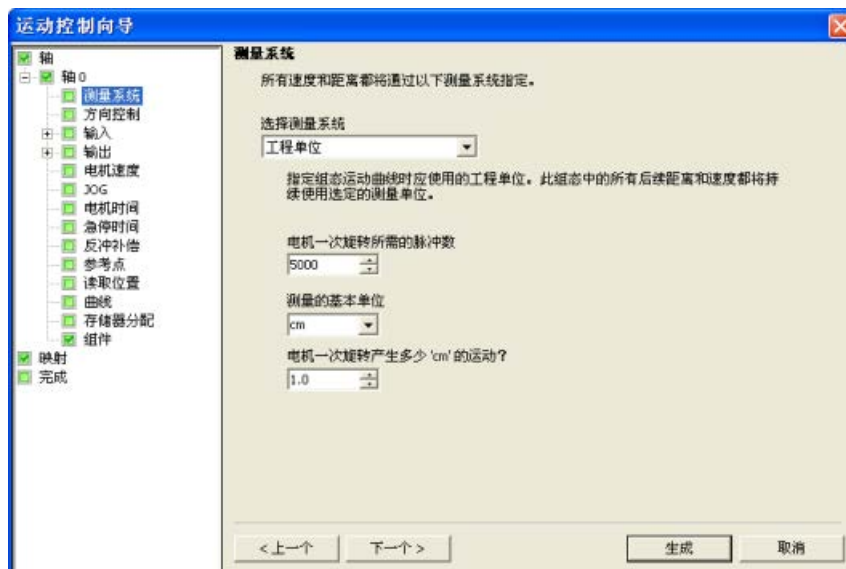 运动控制向导
轴
轴 0
测量系统
方向控制
输入
输出
电机速度
JOG
电机时间
急停时间
反冲补偿
参考点
读取位置
曲线
存储器分配
组件
映射
完成
测量系统
所有速度和距离都将通过以下测量系统指定。
选择测量系统
工程单位
指定组态运动曲线时应使用的工程单位。此组态中的所有后续距离和速度都将持
续使用选定的测量单位。
电机一次旋转所需的脉冲数
5000
测量的基本单位
cm
电机一次旋转产生多少 'cm' 的运动？
1.0
<上一个
下一个>
生成
取消